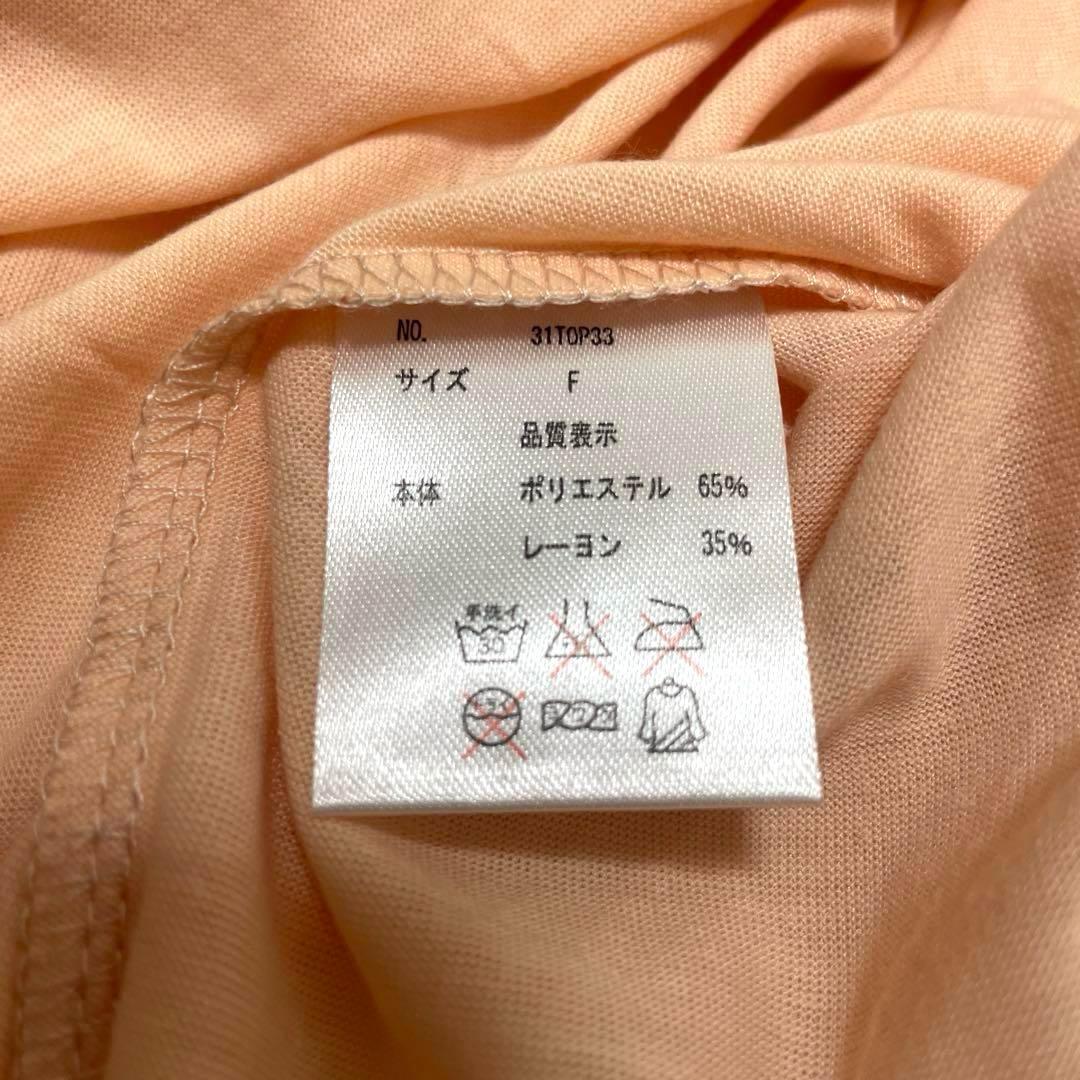 NO. 31TOP33
サイズ F
品質表示
本体 ポリエステル 65%
レーヨン 35%
手洗イ
30